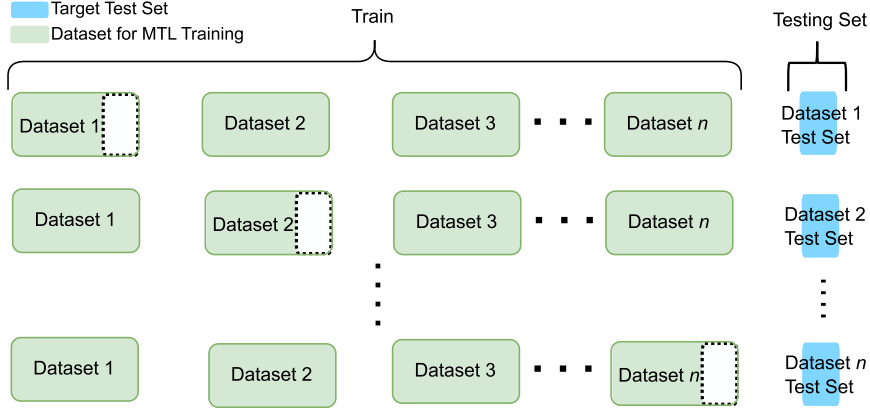 Target Test Set
Dataset for MTL Training
Train
Testing Set
Dataset 1
Dataset 2
Dataset 3
Dataset n
Dataset 1
Test Set
Dataset 1
Dataset 2
Dataset 3
Dataset n
Dataset 2
Test Set
Dataset 1
Dataset 2
Dataset 3
Dataset n
Dataset n
Test Set